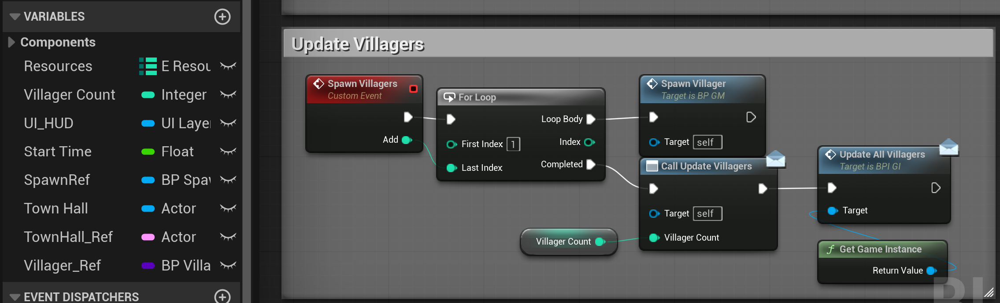 VARIABLES
Components
Resources E Resou
Villager Count Integer
UI_HUD UI Laye
Start Time Float
SpawnRef BP Spa
Town Hall Actor
TownHall_Ref Actor
Villager_Ref BP Villa
EVENT DISPATCHERS
Update Villagers
Spawn Villagers
Custom Event
Add
For Loop
Loop Body
First Index 1
Index
Last Index
Completed
Spawn Villager
Target is BP GM
Target self
Call Update Villagers
Target self
Villager Count
Villager Count
Update All Villagers
Target is BPI GI
Target
Get Game Instance
Return Value